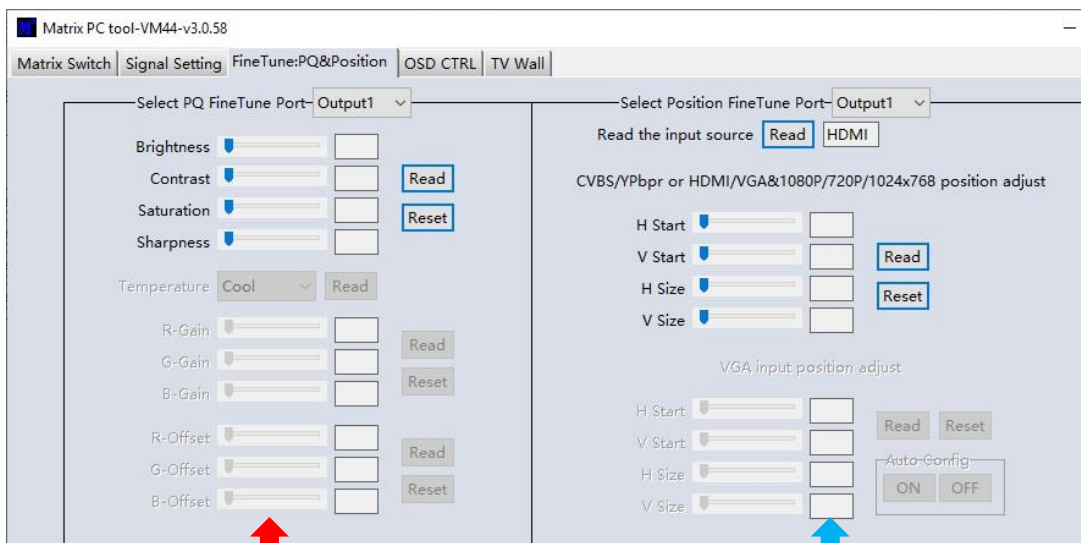 Matrix PC tool-VM44-v3.0.58
Matrix Switch Signal Setting FineTune:PQ&Position OSD CTRL TV Wall
Select PQ FineTune Port Output1
Brightness
Contrast Read
Saturation Reset
Sharpness
Temperature Cool Read
R-Gain
G-Gain Read
B-Gain Reset
R-Offset
G-Offset Read
B-Offset Reset
Select Position FineTune Port Output1
Read the input source Read HDMI
CVBS/YPbpr or HDMI/VGA&1080P/720P/1024x768 position adjust
H Start
V Start Read
H Size Reset
V Size
VGA input position adjust
H Start Read Reset
V Start
H Size Auto Config
V Size ON OFF